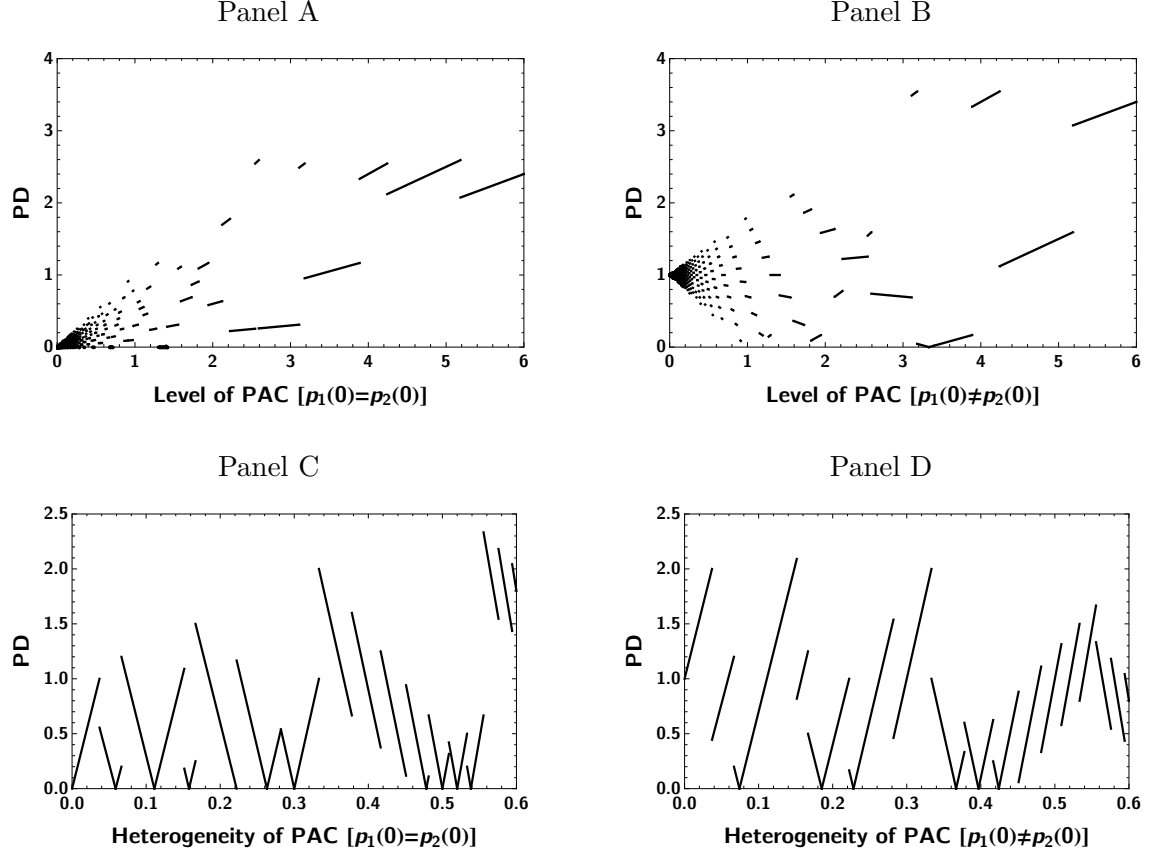 Panel A
Panel B
4
3
2
1
0
PD
0 1 2 3 4 5 6
Level of PAC [p₁(0)=p₂(0)]
4
3
2
1
0
PD
0 1 2 3 4 5 6
Level of PAC [p₁(0)≠p₂(0)]
Panel C
Panel D
2.5
2.0
1.5
1.0
0.5
0.0
PD
0.0 0.1 0.2 0.3 0.4 0.5 0.6
Heterogeneity of PAC [p₁(0)=p₂(0)]
2.5
2.0
1.5
1.0
0.5
0.0
PD
0.0 0.1 0.2 0.3 0.4 0.5 0.6
Heterogeneity of PAC [p₁(0)≠p₂(0)]